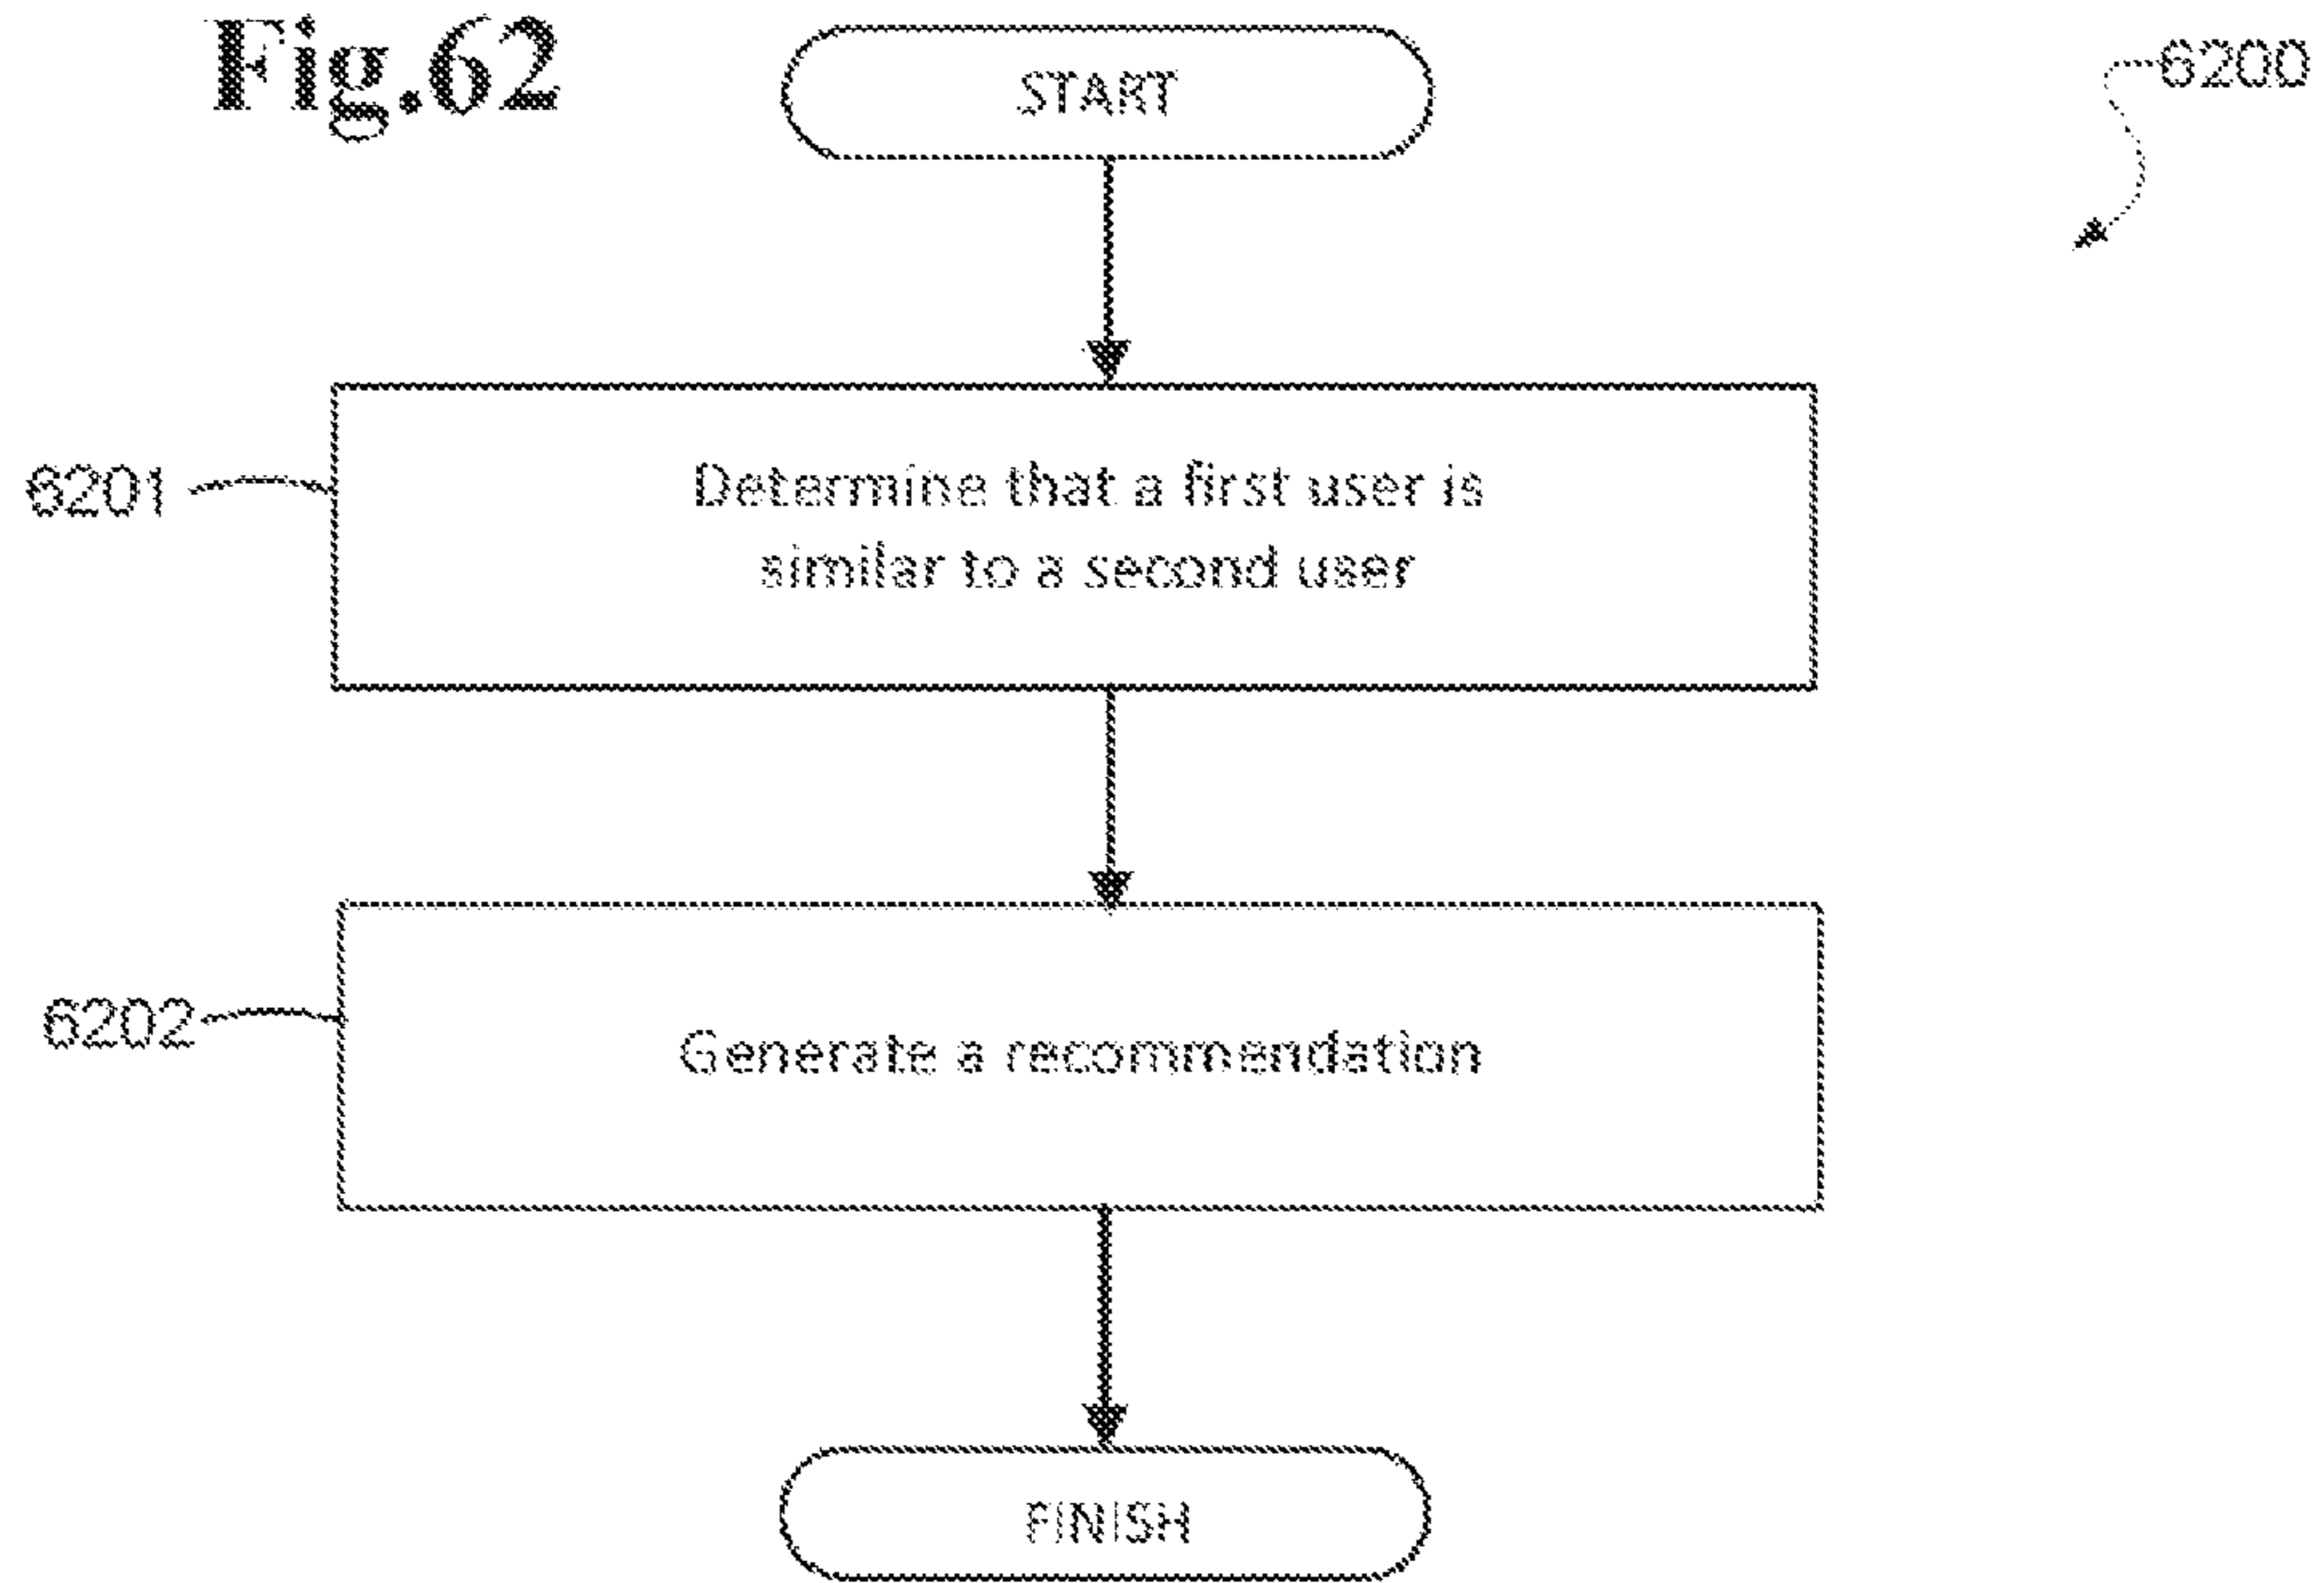 Fig.62
START
6200
6201
Determine that a first user is
similar to a second user
6202
Generate a recommendation
FINISH